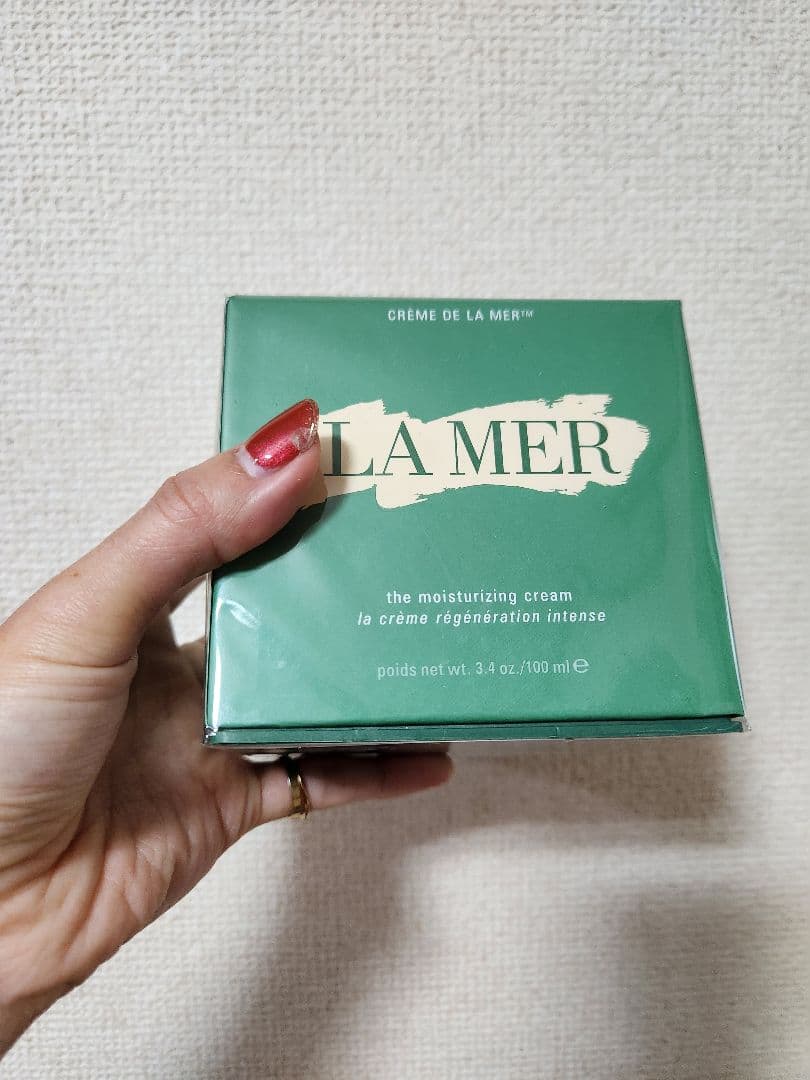 CRÈME DE LA MER™
LA MER
the moisturizing cream
la crème régénération intense
poids net wt. 3.4 oz./100 ml ℮